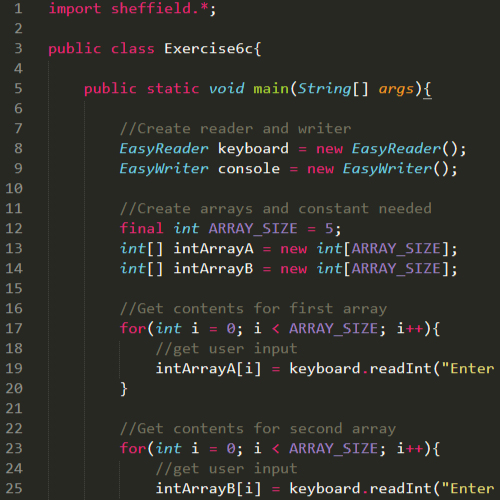 1 import sheffield.*;
2
3 public class Exercise6c{
4
5 public static void main(String[] args){
6
7 //Create reader and writer
8 EasyReader keyboard = new EasyReader();
9 EasyWriter console = new EasyWriter();
10
11 //Create arrays and constant needed
12 final int ARRAY_SIZE = 5;
13 int[] intArrayA = new int[ARRAY_SIZE];
14 int[] intArrayB = new int[ARRAY_SIZE];
15
16 //Get contents for first array
17 for(int i = 0; i < ARRAY_SIZE; i++){
18 //get user input
19 intArrayA[i] = keyboard.readInt("Enter
20 }
21
22 //Get contents for second array
23 for(int i = 0; i < ARRAY_SIZE; i++){
24 //get user input
25 intArrayB[i] = keyboard.readInt("Enter